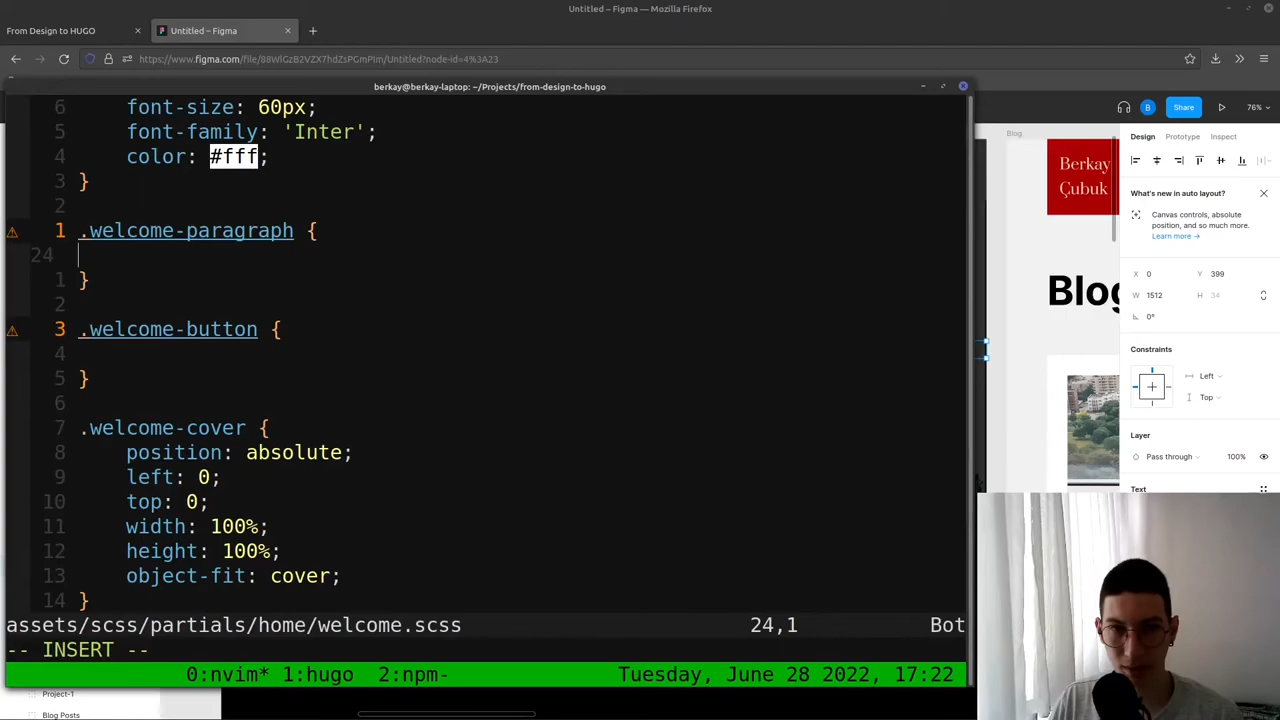 Untitled – Figma — Mozilla Firefox
From Design to HUGO
Untitled – Figma
https://www.figma.com/file/88WlGzB2VZX7hdZsPGmPIm/Untitled?node-id=4%3A23
berkay@berkay-laptop: ~/Projects/from-design-to-hugo
B Share 76%
6 font-size: 60px;
5 font-family: 'Inter';
4 color: #fff;
3 }
2
1 .welcome-paragraph {
24
1 }
2
3 .welcome-button {
4
5 }
6
7 .welcome-cover {
8 position: absolute;
9 left: 0;
10 top: 0;
11 width: 100%;
12 height: 100%;
13 object-fit: cover;
14 }
assets/scss/partials/home/welcome.scss 24,1 Bot
-- INSERT --
0:nvim* 1:hugo 2:npm- Tuesday, June 28 2022, 17:22
Project-1
Blog Posts
Blog
Berkay
Çubuk
Blog
Design Prototype Inspect
What's new in auto layout?
Canvas controls, absolute
position, and so much more.
Learn more →
X 0 Y 399
W 1512 H 34
0°
Constraints
Left
Top
Layer
Pass through 100%
Text